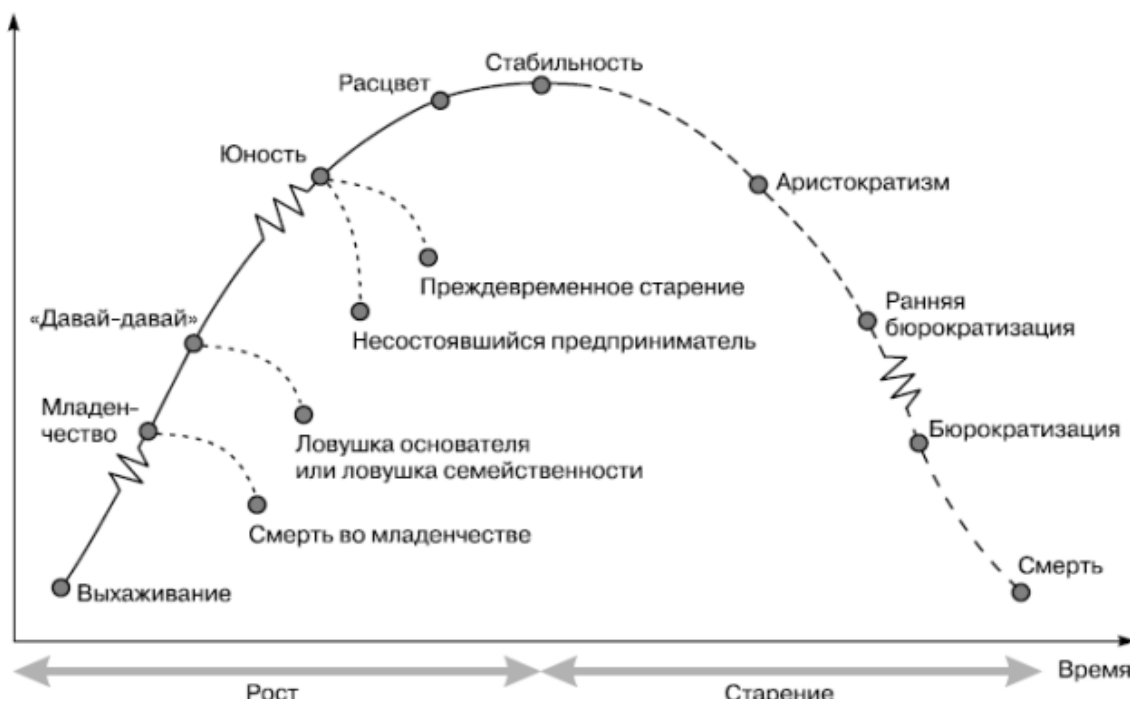 Стабильность
Расцвет
Юность
Аристократизм
Преждевременное старение
Несостоявшийся предприниматель
Ранняя
бюрократизация
«Давай-давай»
Младен-
чество
Ловушка основателя
или ловушка семейственности
Бюрократизация
Смерть во младенчестве
Выхаживание
Смерть
Время
Рост
Старение